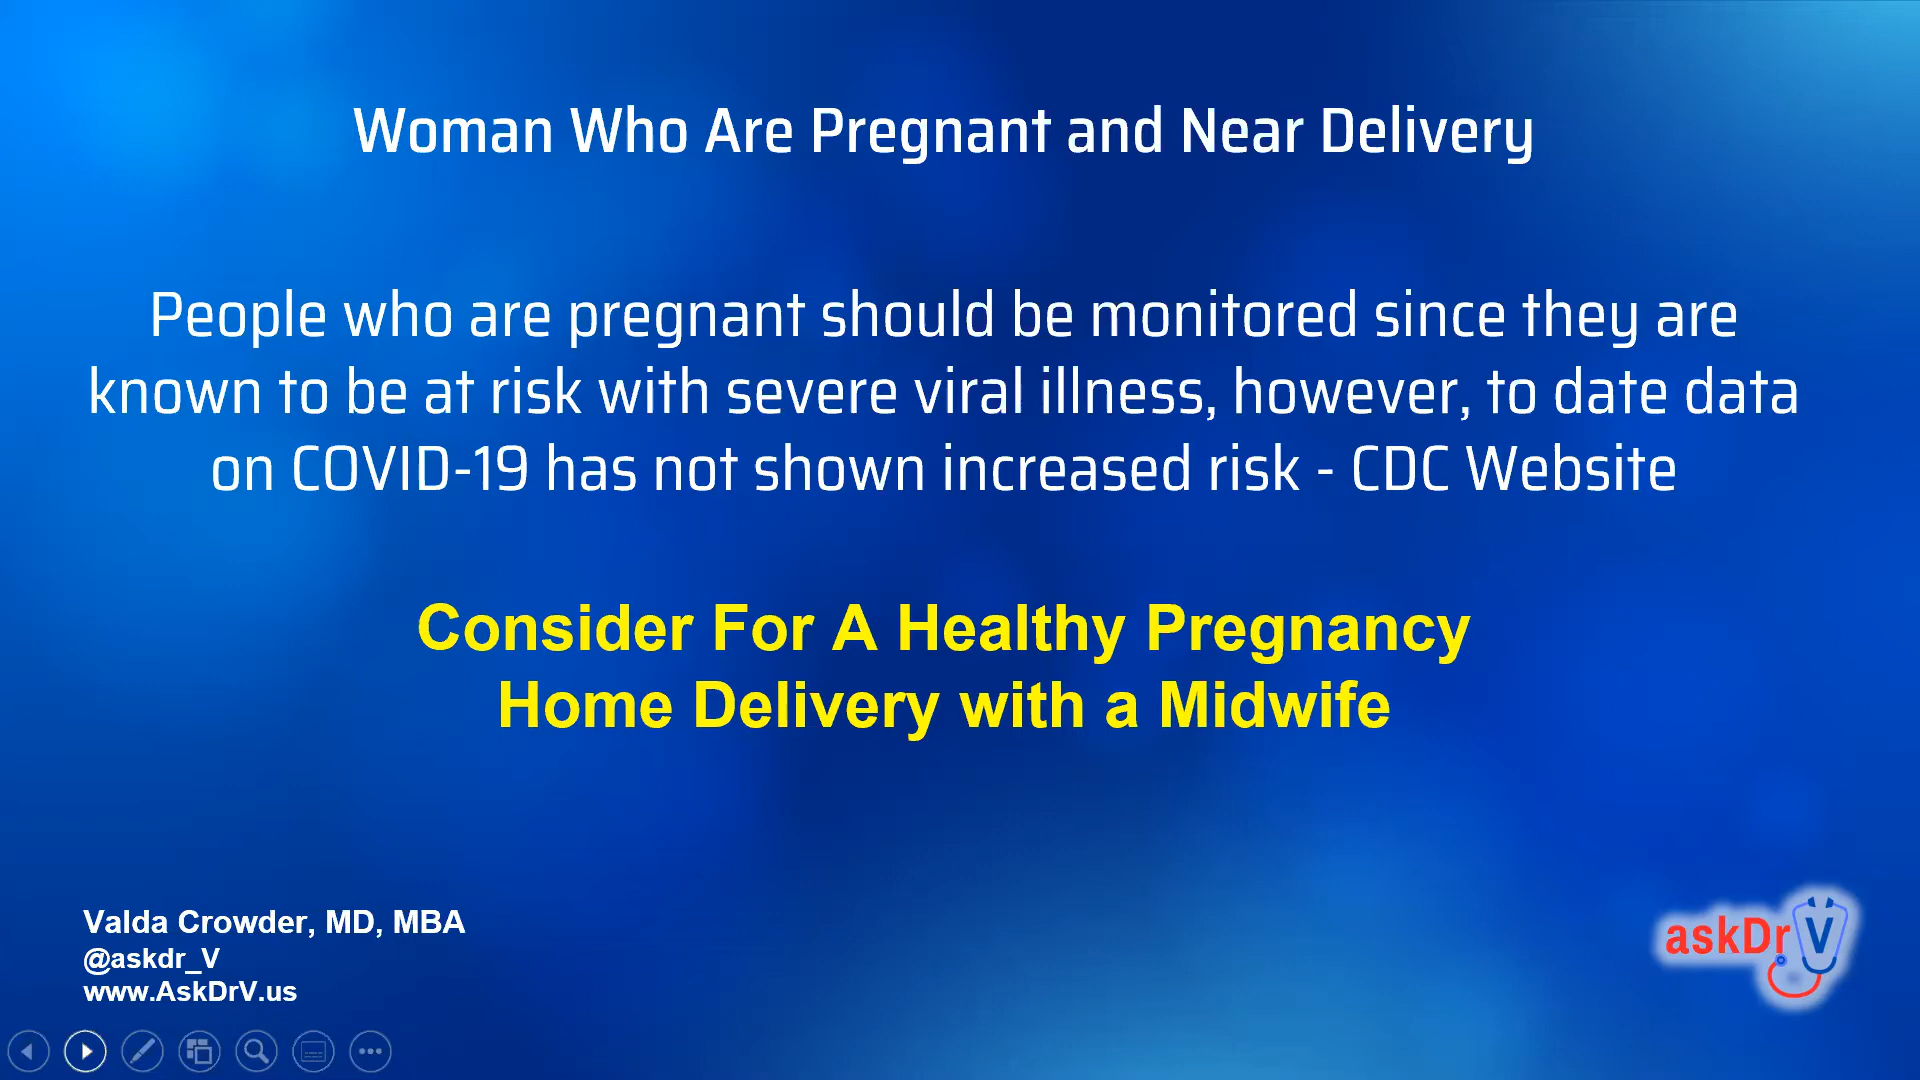 Woman Who Are Pregnant and Near Delivery
People who are pregnant should be monitored since they are
known to be at risk with severe viral illness, however, to date data
on COVID-19 has not shown increased risk - CDC Website
Consider For A Healthy Pregnancy
Home Delivery with a Midwife
Valda Crowder, MD, MBA
@askdr_V
www.AskDrV.us
askDrV